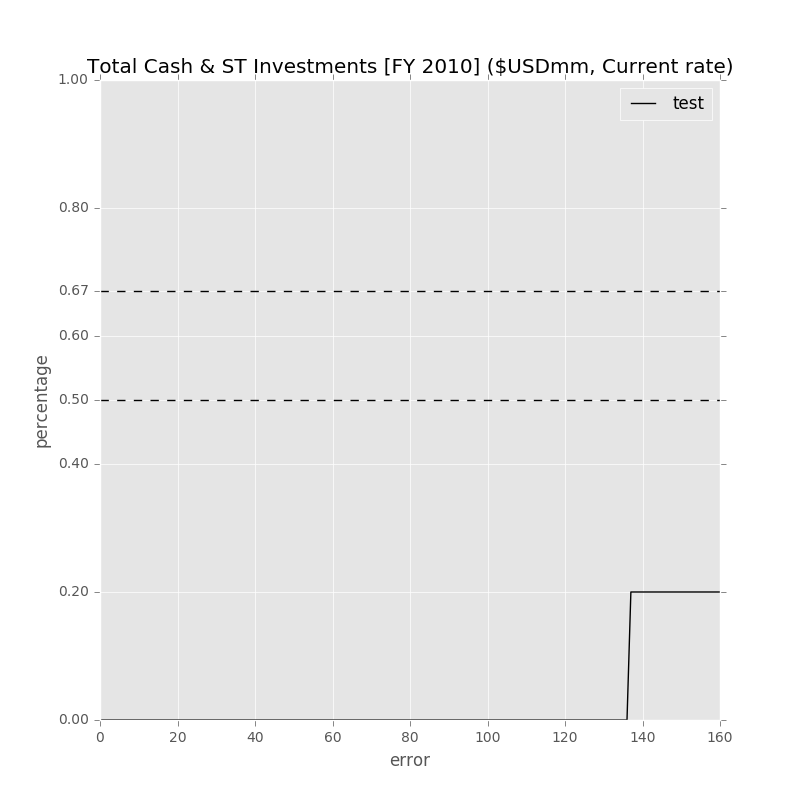 Total Cash & ST Investments [FY 2010] ($USDmm, Current rate)
test
1.00
0.80
0.67
0.60
0.50
0.40
0.20
0.00
percentage
0 20 40 60 80 100 120 140 160
error